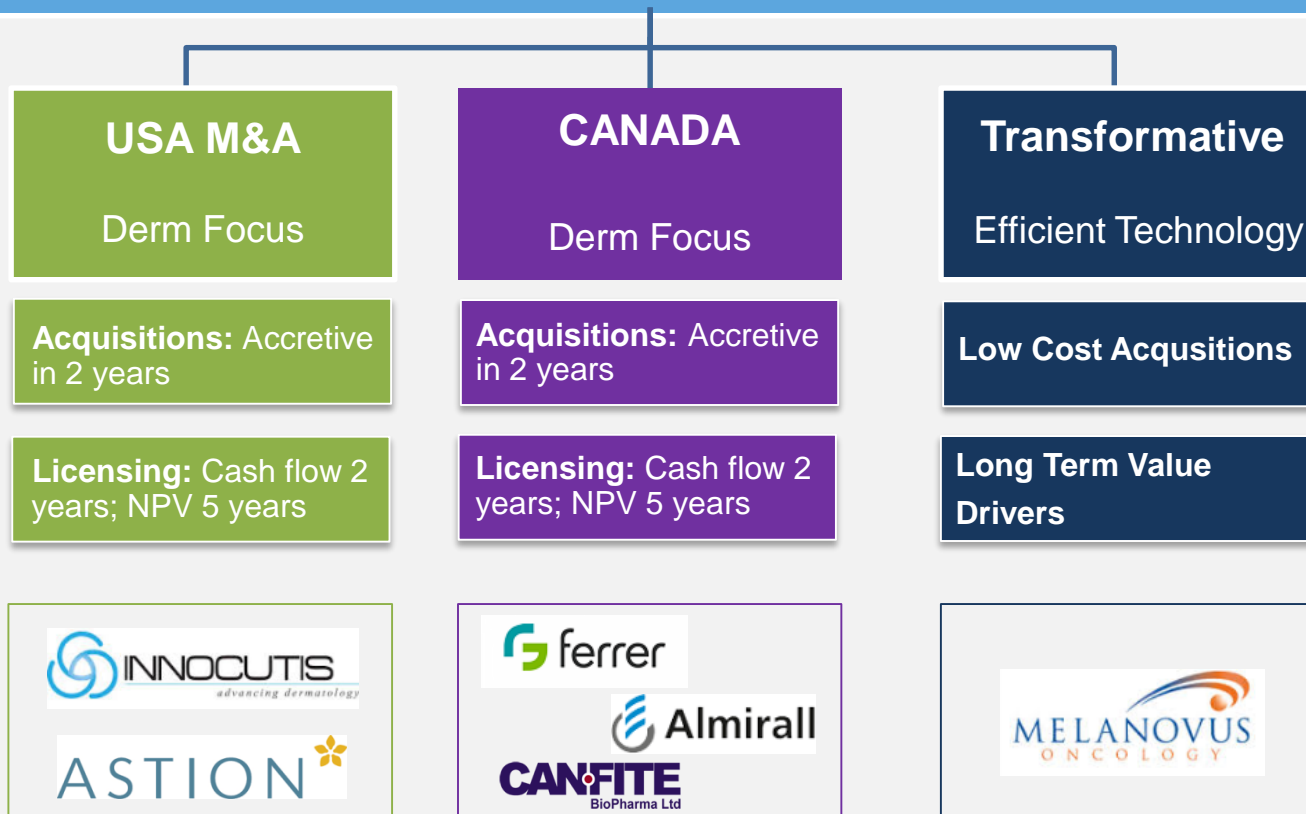 USA M&A
Derm Focus
Acquisitions: Accretive
in 2 years
Licensing: Cash flow 2
years; NPV 5 years
INNOCUTIS
advancing dermatology
ASTION
CANADA
Derm Focus
Acquisitions: Accretive
in 2 years
Licensing: Cash flow 2
years; NPV 5 years
ferrer
Almirall
CANFITE
BioPharma Ltd
Transformative
Efficient Technology
Low Cost Acqusitions
Long Term Value
Drivers
MELANOVUS
ONCOLOGY